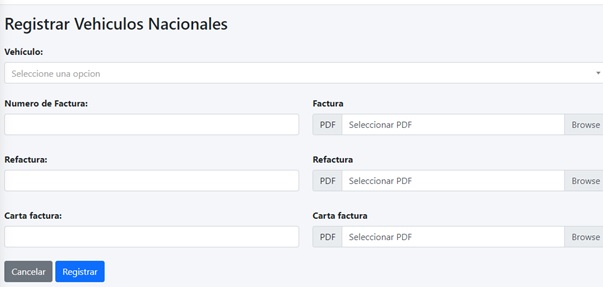 Registrar Vehiculos Nacionales
Vehículo:
Seleccione una opcion
Numero de Factura:
Factura
PDF Seleccionar PDF Browse
Refactura:
Refactura
PDF Seleccionar PDF Browse
Carta factura:
Carta factura
PDF Seleccionar PDF Browse
Cancelar Registrar